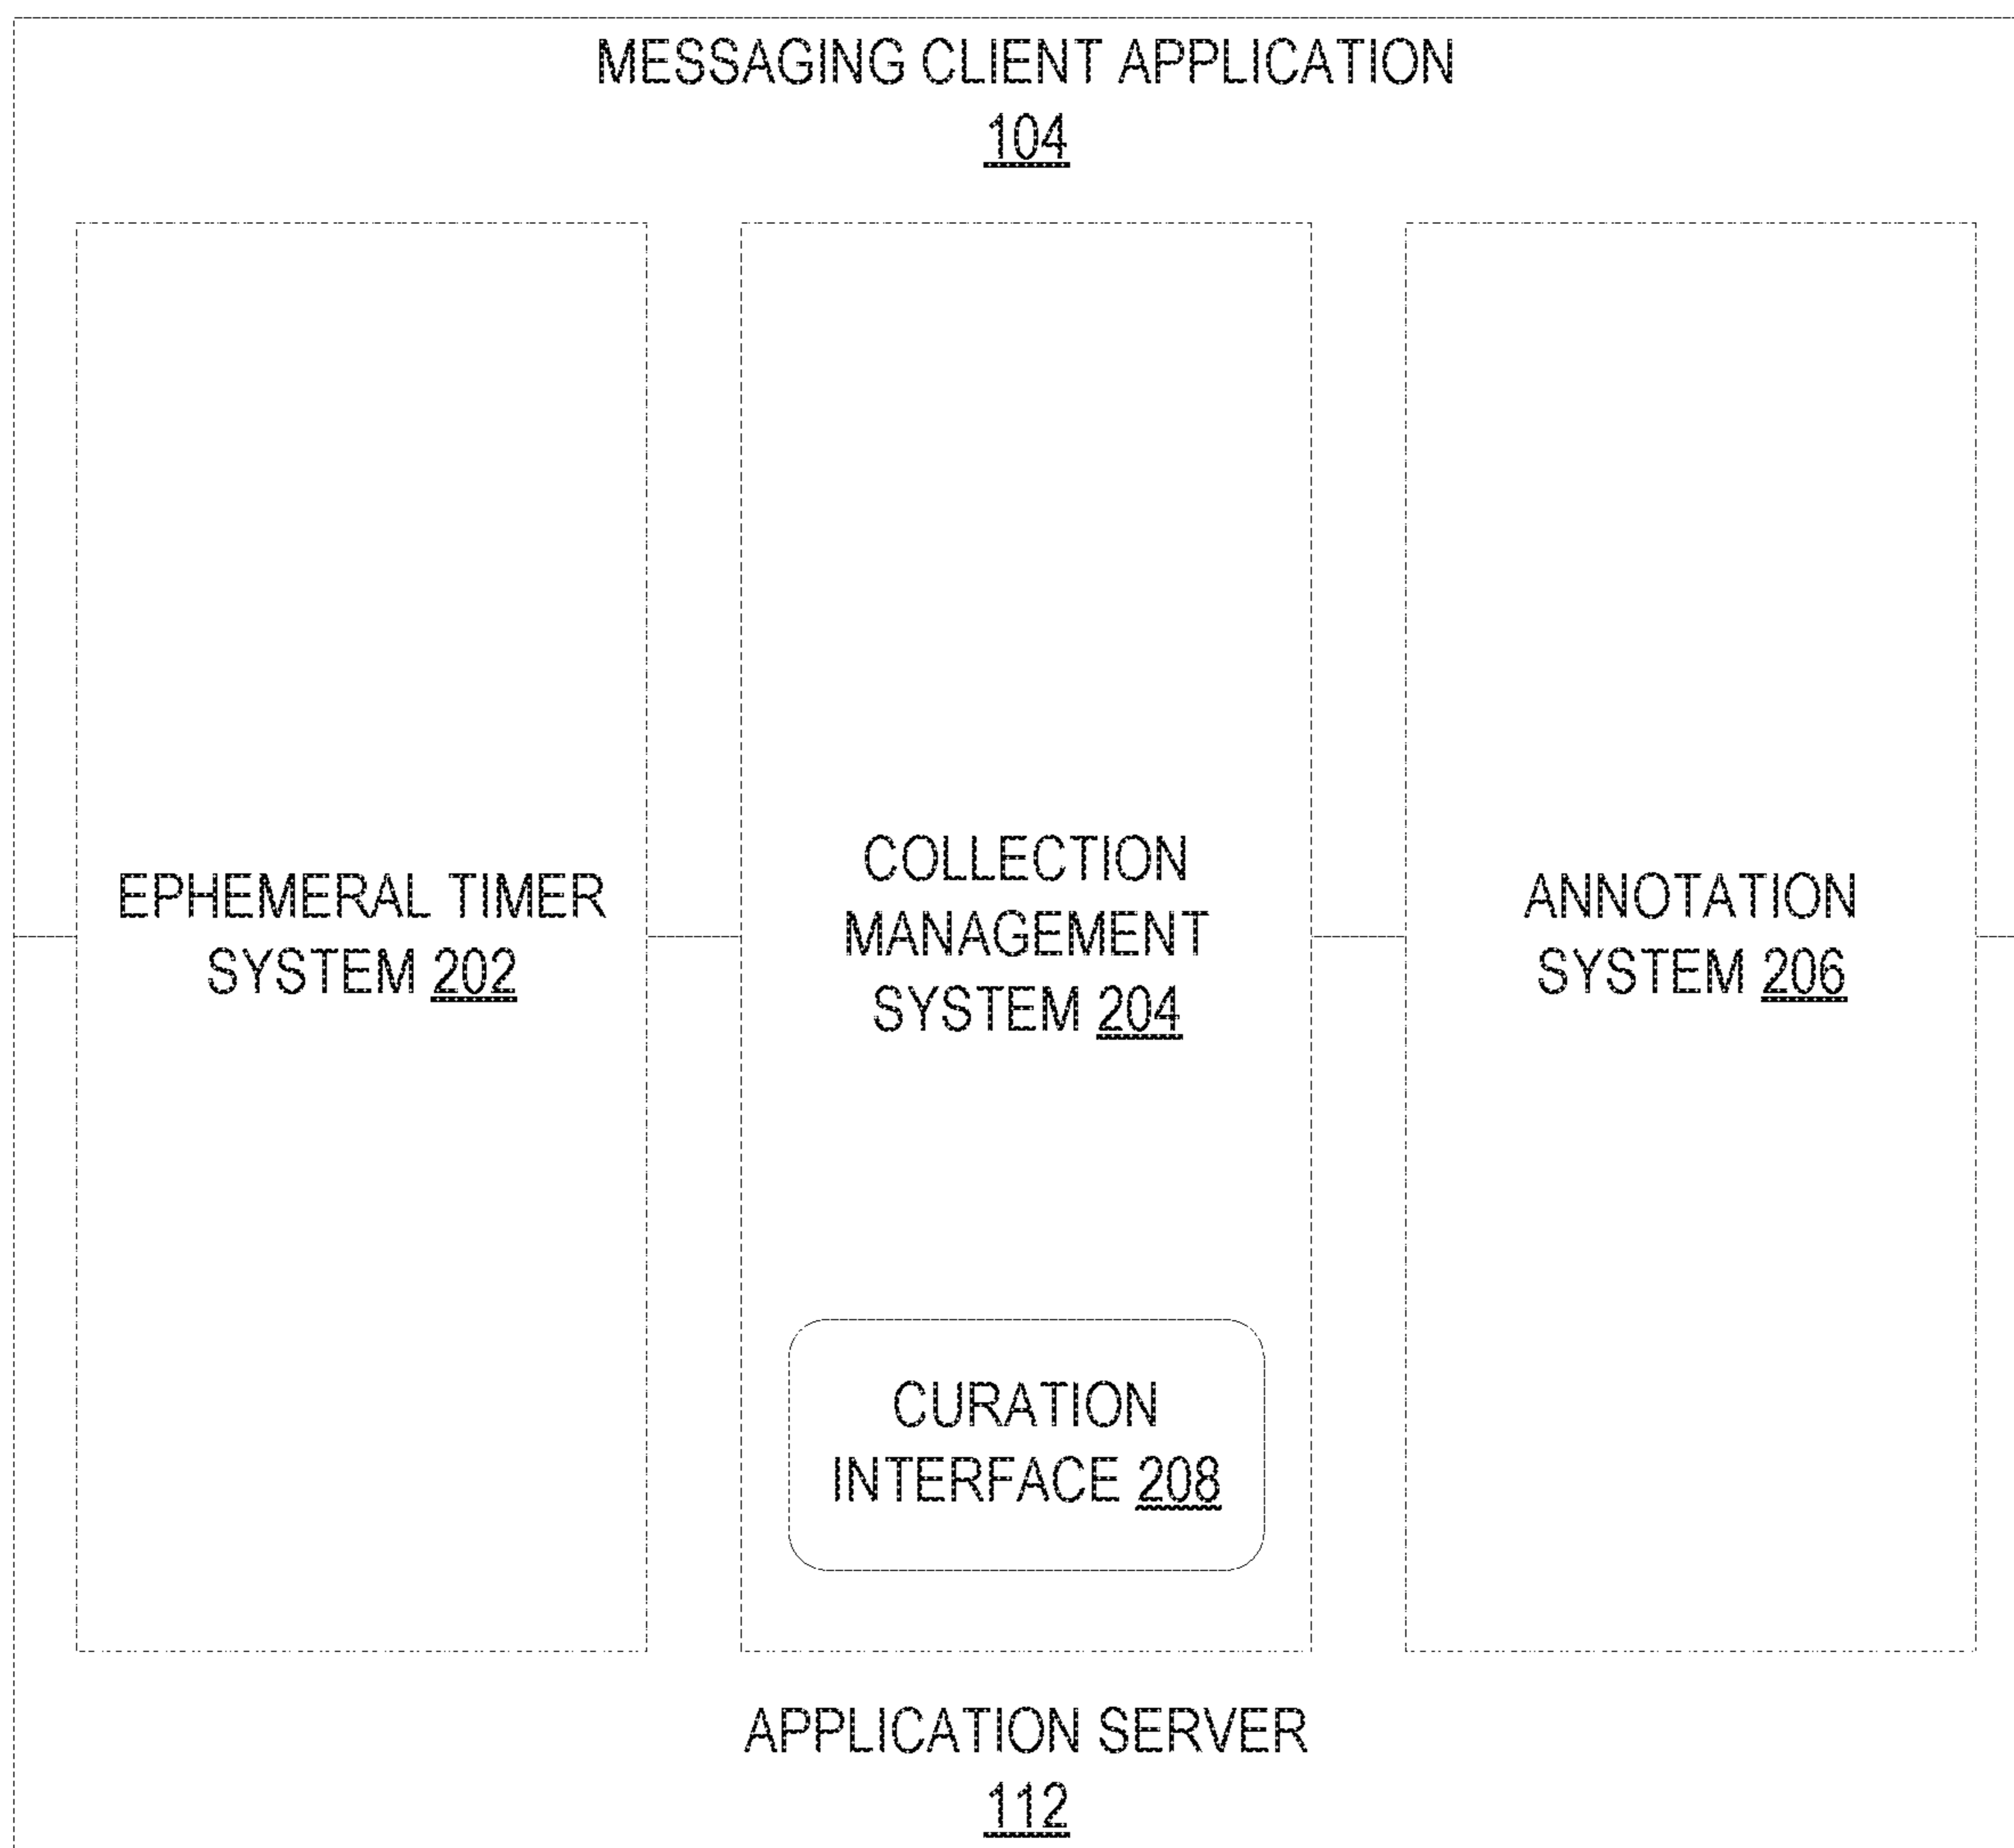 MESSAGING CLIENT APPLICATION
104
EPHEMERAL TIMER
SYSTEM 202
COLLECTION
MANAGEMENT
SYSTEM 204
ANNOTATION
SYSTEM 206
CURATION
INTERFACE 208
APPLICATION SERVER
112